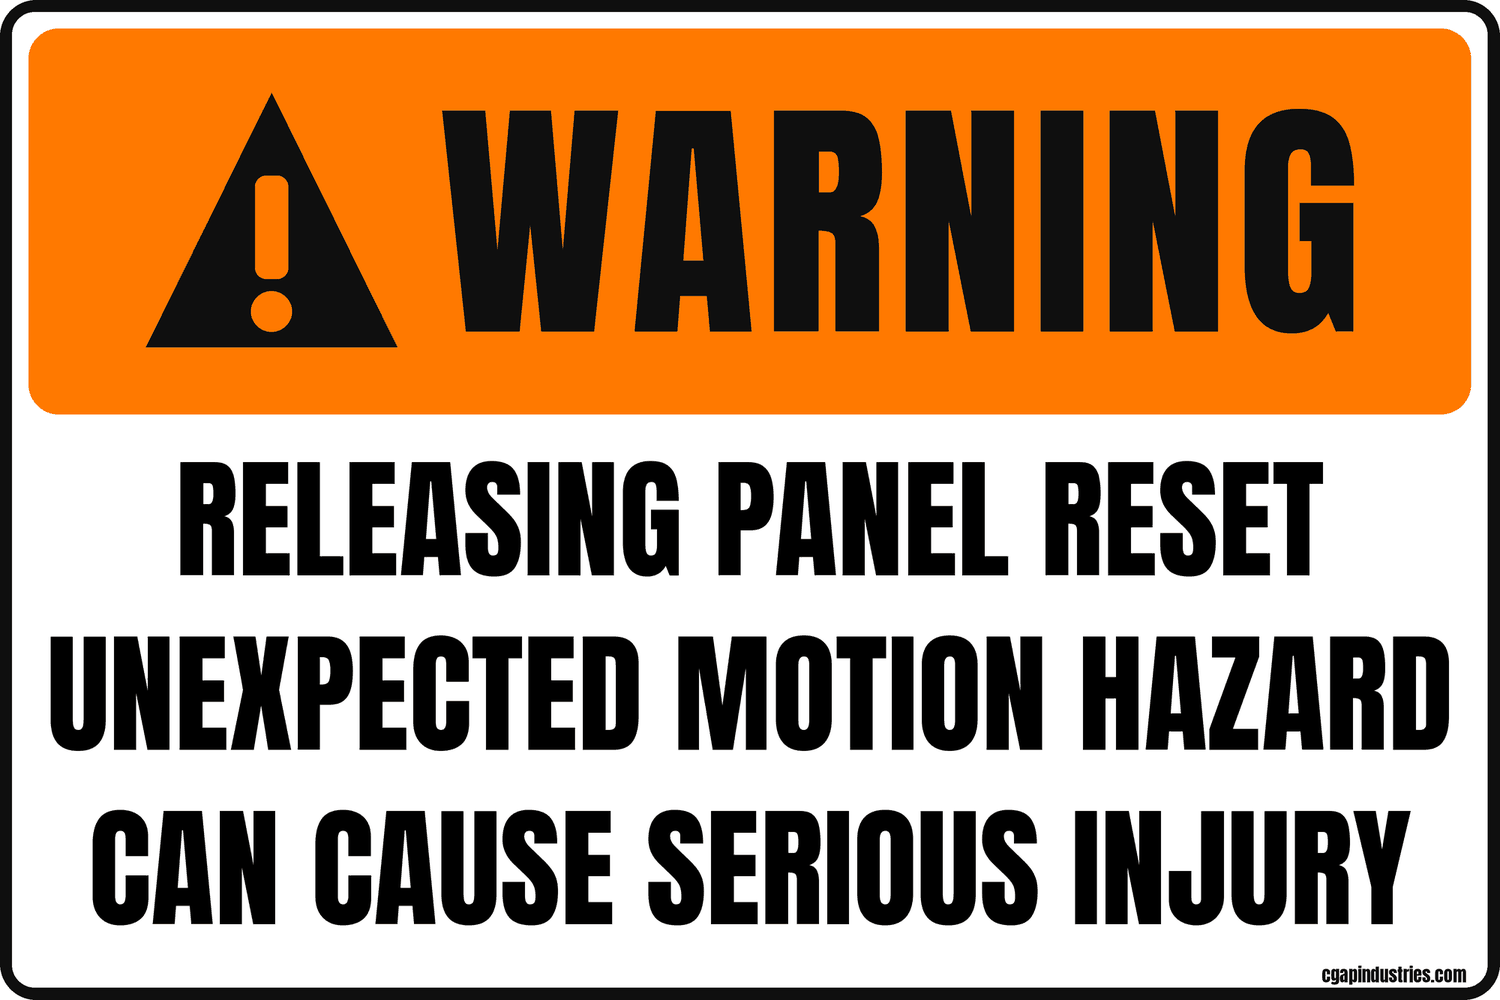 WARNING
RELEASING PANEL RESET
UNEXPECTED MOTION HAZARD
CAN CAUSE SERIOUS INJURY
cgapindustries.com